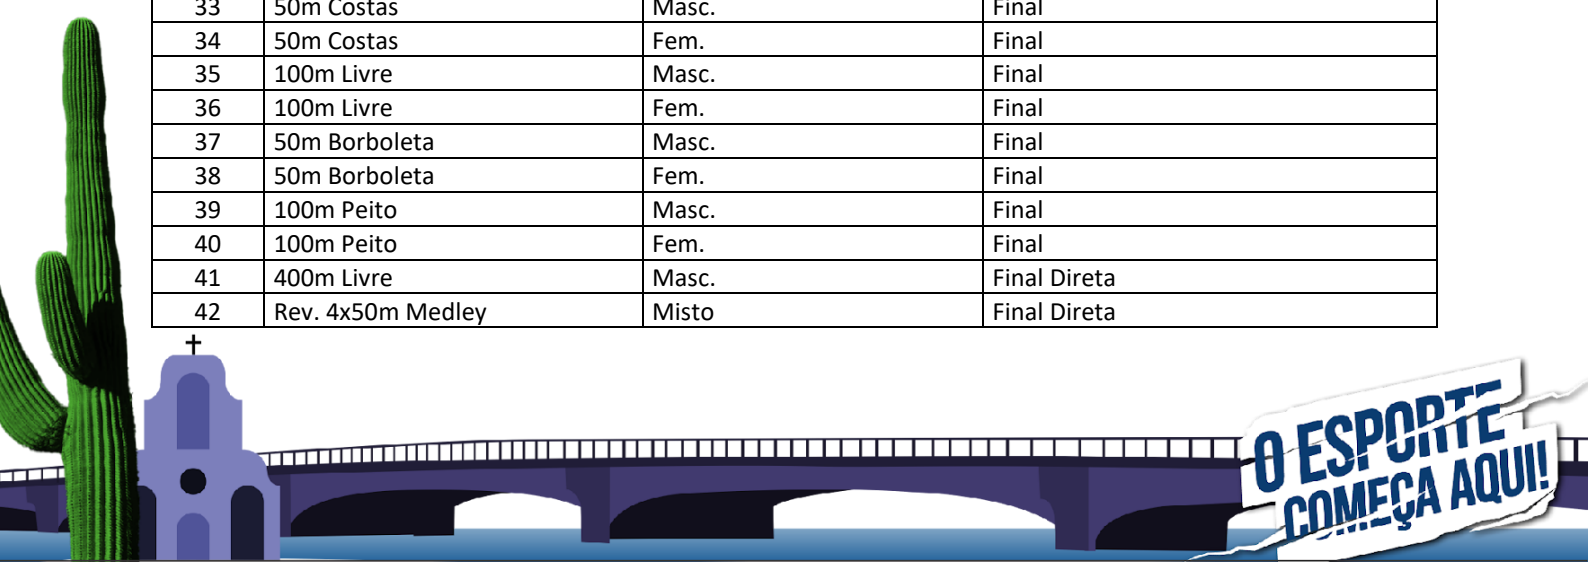 33 50m Costas Masc. Final
34 50m Costas Fem. Final
35 100m Livre Masc. Final
36 100m Livre Fem. Final
37 50m Borboleta Masc. Final
38 50m Borboleta Fem. Final
39 100m Peito Masc. Final
40 100m Peito Fem. Final
41 400m Livre Masc. Final Direta
42 Rev. 4x50m Medley Misto Final Direta
O ESPORTE
COMEÇA AQUI!